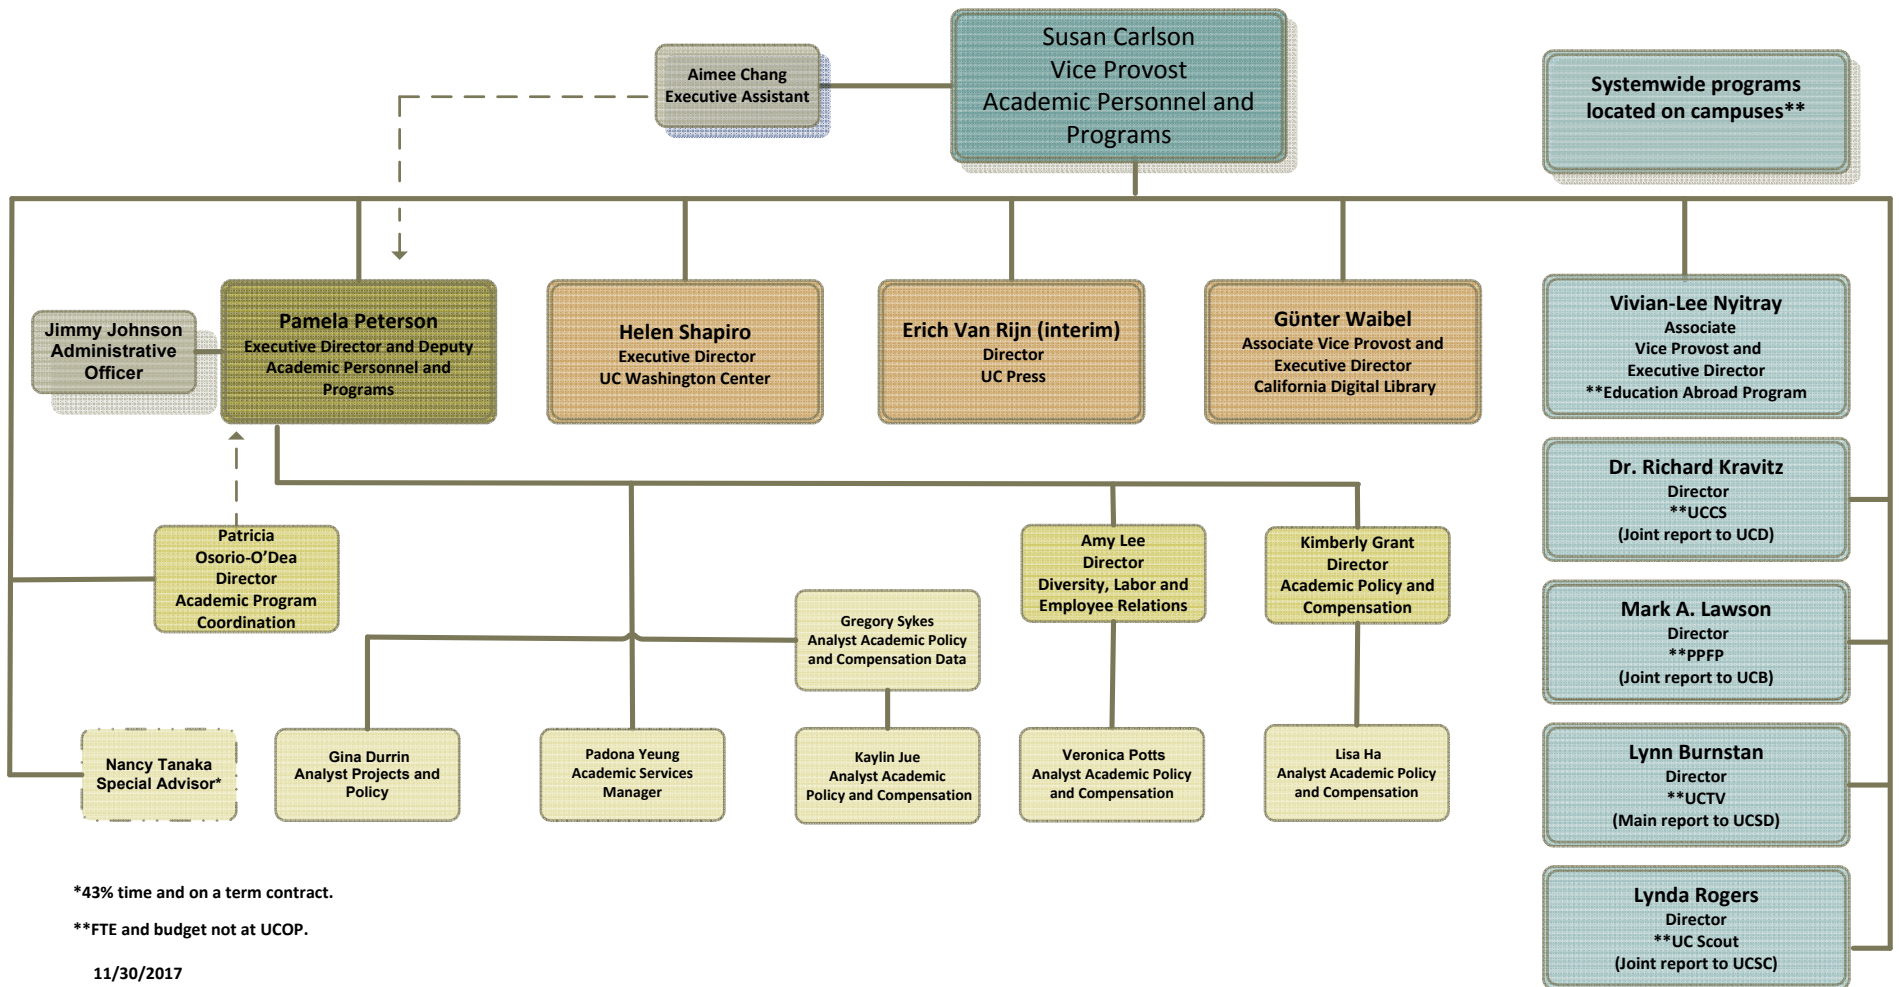 Susan Carlson
Vice Provost
Academic Personnel and
Programs
Aimee Chang
Executive Assistant
Systemwide programs
located on campuses**
Jimmy Johnson
Administrative
Officer
Pamela Peterson
Executive Director and Deputy
Academic Personnel and
Programs
Helen Shapiro
Executive Director
UC Washington Center
Erich Van Rijn (interim)
Director
UC Press
Günter Waibel
Associate Vice Provost and
Executive Director
California Digital Library
Vivian-Lee Nyitray
Associate
Vice Provost and
Executive Director
**Education Abroad Program
Dr. Richard Kravitz
Director
**UCCS
(Joint report to UCD)
Patricia
Osorio-O’Dea
Director
Academic Program
Coordination
Amy Lee
Director
Diversity, Labor and
Employee Relations
Kimberly Grant
Director
Academic Policy and
Compensation
Gregory Sykes
Analyst Academic Policy
and Compensation Data
Mark A. Lawson
Director
**PPFP
(Joint report to UCB)
Nancy Tanaka
Special Advisor*
Gina Durrin
Analyst Projects and
Policy
Padona Yeung
Academic Services
Manager
Kaylin Jue
Analyst Academic
Policy and Compensation
Veronica Potts
Analyst Academic Policy
and Compensation
Lisa Ha
Analyst Academic Policy
and Compensation
Lynn Burnstan
Director
**UCTV
(Main report to UCSD)
Lynda Rogers
Director
**UC Scout
(Joint report to UCSC)
*43% time and on a term contract.
**FTE and budget not at UCOP.
11/30/2017